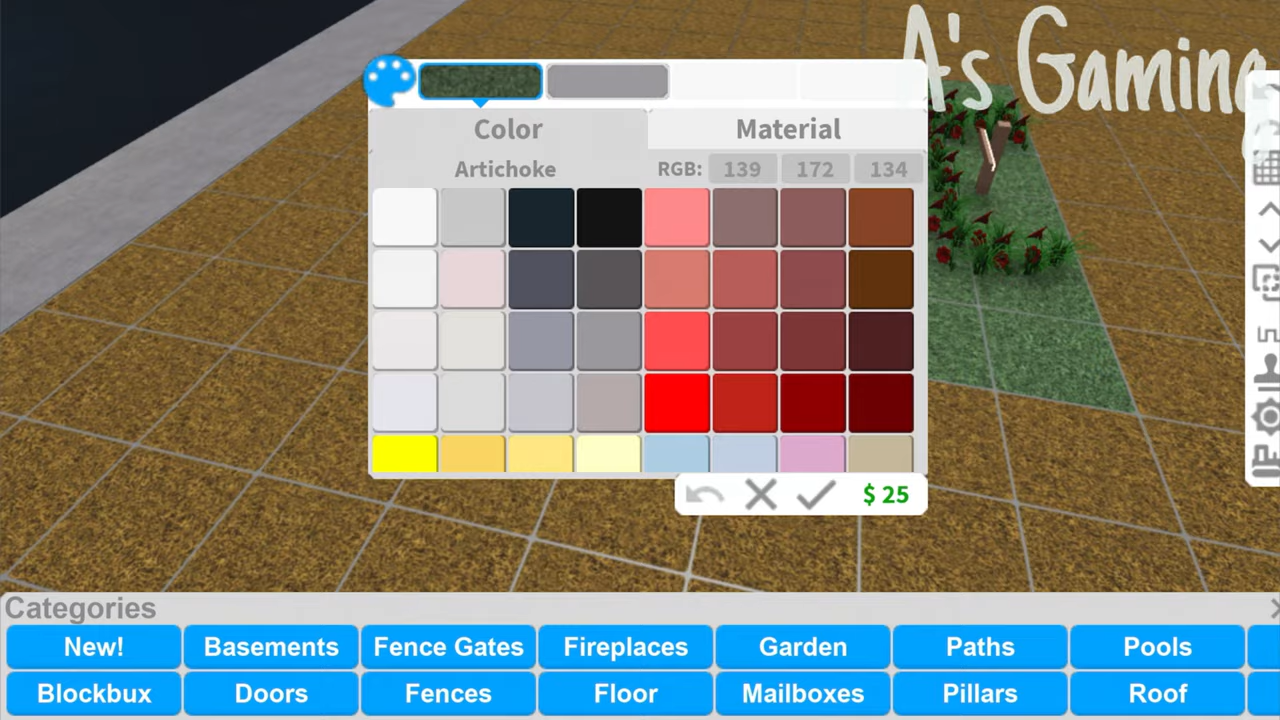 A's Gaming
Color
Material
Artichoke
RGB: 139 172 134
$ 25
Categories
New!
Basements
Fence Gates
Fireplaces
Garden
Paths
Pools
Blockbux
Doors
Fences
Floor
Mailboxes
Pillars
Roof